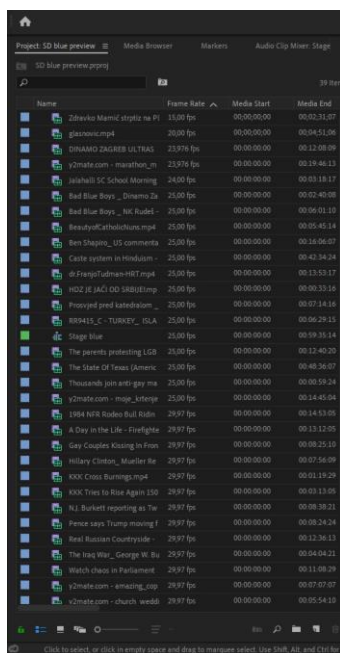 Project: SD blue preview ≡ Media Browser Markers Audio Clip Mixer: Stage
SD blue preview.prproj
39 Iter
Name Frame Rate Media Start Media End
Zdravko Mamić strptiz na Pl 15,00 fps 00;00;00;00 00;02;31;07
glasnovic.mp4 20,00 fps 00;00;00;00 00;04;51;06
DINAMO ZAGREB ULTRAS 23,976 fps 00:00:00:00 00:12:08:09
y2mate.com - marathon_m 23,976 fps 00:00:00:00 00:19:46:13
Jalahalli SC School Morning 24,00 fps 00:00:00:00 00:03:18:17
Bad Blue Boys _ Dinamo Za 25,00 fps 00:00:00:00 00:02:40:08
Bad Blue Boys _ NK Rudeš - 25,00 fps 00:00:00:00 00:06:01:10
BeautyofCatholicNuns.mp4 25,00 fps 00:00:00:00 00:05:45:14
Ben Shapiro_ US commenta 25,00 fps 00:00:00:00 00:16:06:07
Caste system in Hinduism - 25,00 fps 00:00:00:00 00:42:34:24
dr.FranjoTudman-HRT.mp4 25,00 fps 00:00:00:00 00:13:53:17
HDZ JE JAČI OD SRBIJE!.mp 25,00 fps 00:00:00:00 00:00:33:16
Prosvjed pred katedralom _ 25,00 fps 00:00:00:00 00:07:14:16
RR9415_C - TURKEY_ ISLA 25,00 fps 00:00:00:00 00:06:29:15
Stage blue 25,00 fps 00:00:00:00 00:59:35:14
The parents protesting LGB 25,00 fps 00:00:00:00 00:12:40:20
The State Of Texas (Americ 25,00 fps 00:00:00:00 00:48:36:07
Thousands join anti-gay ma 25,00 fps 00:00:00:00 00:00:59:24
y2mate.com - moje_krtenje 25,00 fps 00:00:00:00 00:14:45:04
1984 NFR Rodeo Bull Ridin 29,97 fps 00:00:00:00 00:14:53:05
A Day in the Life - Firefighte 29,97 fps 00:00:00:00 00:13:12:05
Gay Couples Kissing In Fron 29,97 fps 00:00:00:00 00:08:25:10
Hillary Clinton_ Mueller Re 29,97 fps 00:00:00:00 00:07:56:09
KKK Cross Burnings.mp4 29,97 fps 00:00:00:00 00:01:19:29
KKK Tries to Rise Again 150 29,97 fps 00:00:00:00 00:03:13:05
N.J. Burkett reporting as Tw 29,97 fps 00:00:00:00 00:08:38:21
Pence says Trump moving f 29,97 fps 00:00:00:00 00:08:24:24
Real Russian Countryside - 29,97 fps 00:00:00:00 00:12:36:13
The Iraq War_ George W. Bu 29,97 fps 00:00:00:00 00:04:04:21
Watch chaos in Parliament 29,97 fps 00:00:00:00 00:11:08:29
y2mate.com - amazing_cop 29,97 fps 00:00:00:00 00:07:07:07
y2mate.com - church_weddi 29,97 fps 00:00:00:00 00:05:54:10
Click to select, or click in empty space and drag to marquee select. Use Shift, Alt, and Ctrl for